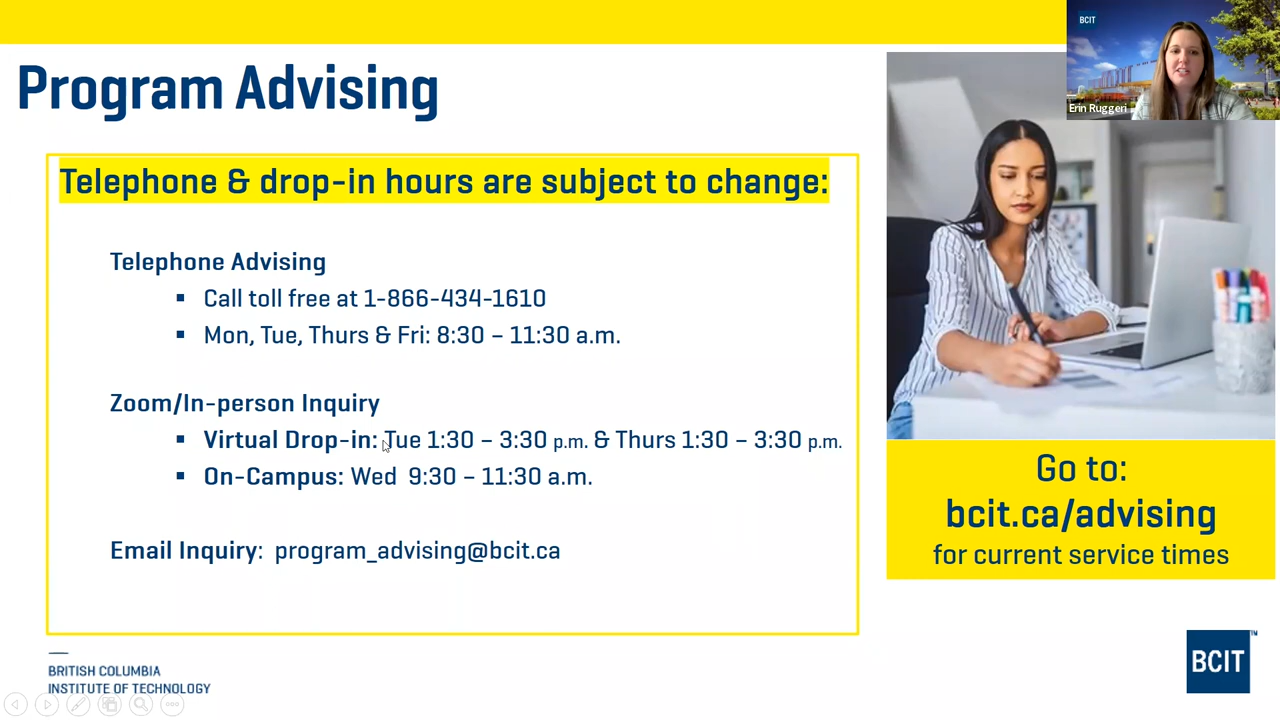 Program Advising
BCIT
Erin Ruggeri
Telephone & drop-in hours are subject to change:
Telephone Advising
▪ Call toll free at 1-866-434-1610
▪ Mon, Tue, Thurs & Fri: 8:30 – 11:30 a.m.
Zoom/In-person Inquiry
▪ Virtual Drop-in: Tue 1:30 – 3:30 p.m. & Thurs 1:30 – 3:30 p.m.
▪ On-Campus: Wed 9:30 – 11:30 a.m.
Email Inquiry: program_advising@bcit.ca
Go to:
bcit.ca/advising
for current service times
BRITISH COLUMBIA
INSTITUTE OF TECHNOLOGY
BCIT™